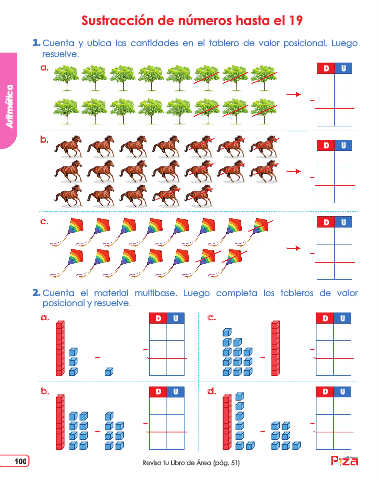 Sustracción de números hasta el 19
1. Cuenta y ubica las cantidades en el tablero de valor posicional. Luego
resuelve.
a.
D U
-
Aritmética
b.
D U
-
c.
D U
-
2. Cuenta el material multibase. Luego completa los tableros de valor
posicional y resuelve.
a.
-
D U
-
c.
-
D U
-
b.
-
D U
-
d.
-
D U
-
100
Revisa tu Libro de Área (pág. 51)
Piza